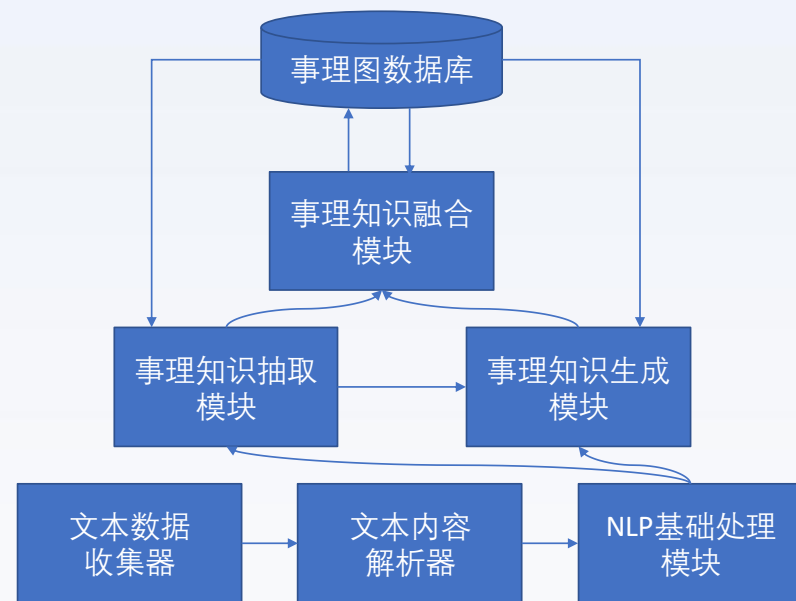 事理图数据库
事理知识融合
模块
事理知识抽取
模块
事理知识生成
模块
文本数据
收集器
文本内容
解析器
NLP基础处理
模块